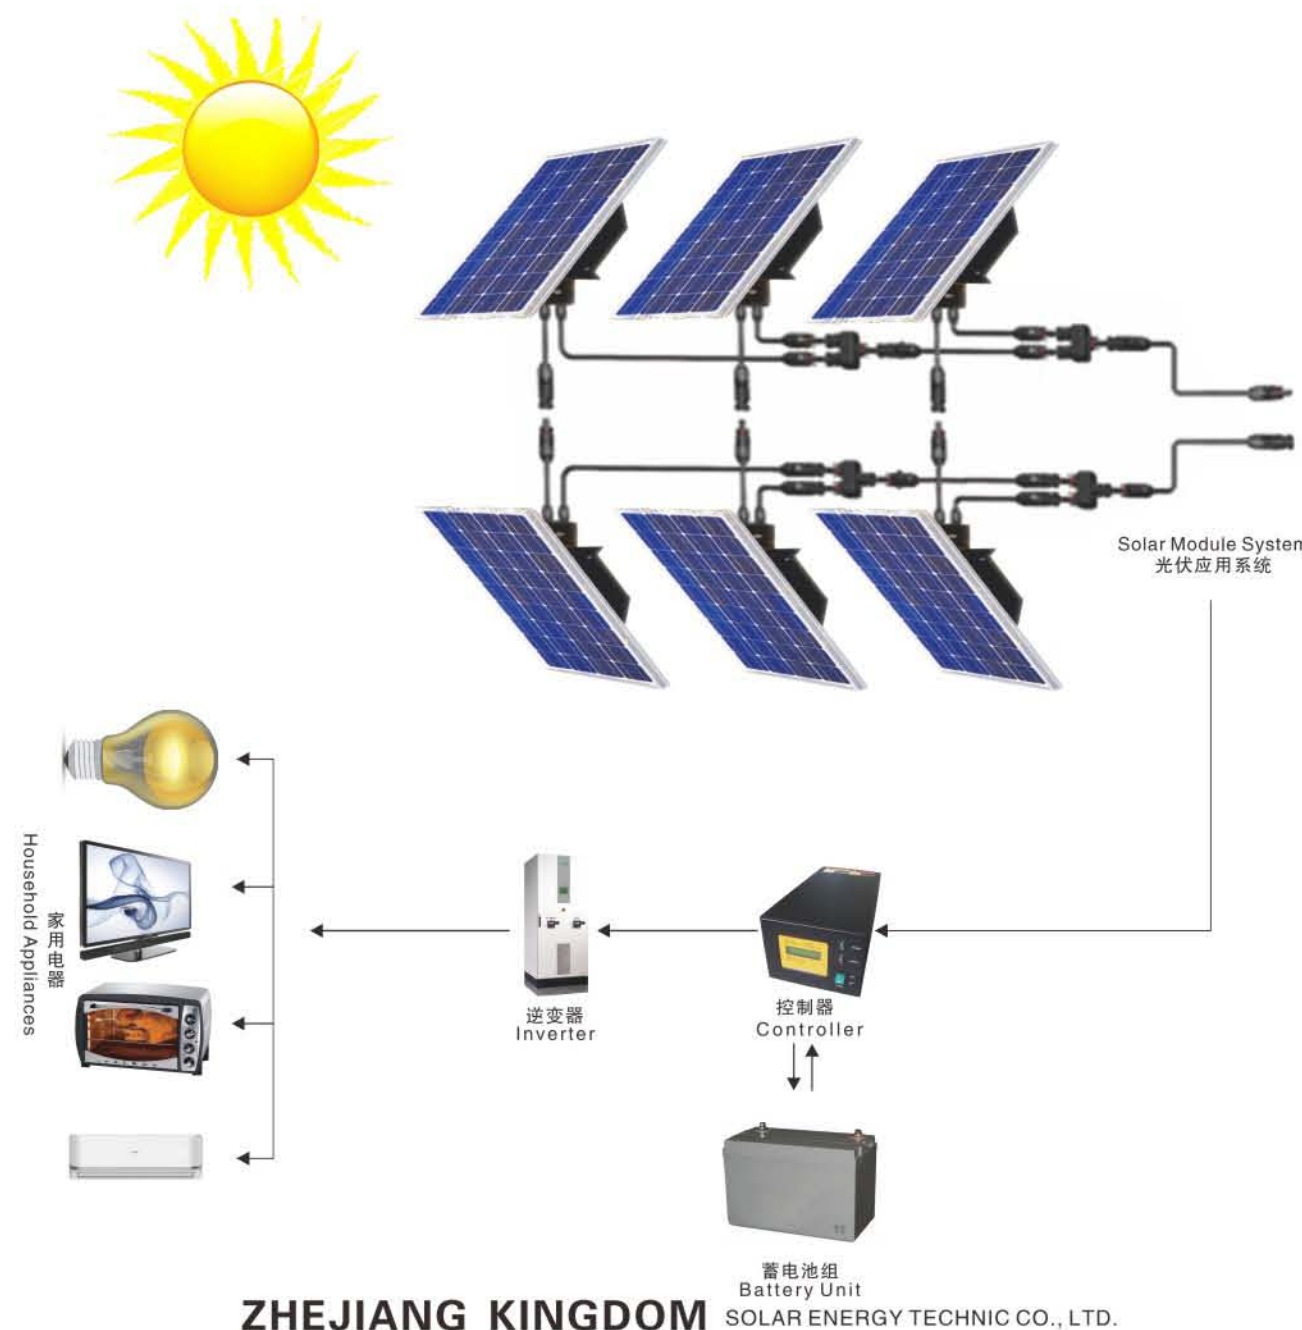 Solar Module System
光伏应用系统
Household Appliances
家用电器
逆变器
Inverter
控制器
Controller
蓄电池组
Battery Unit
ZHEJIANG KINGDOM SOLAR ENERGY TECHNIC CO., LTD.